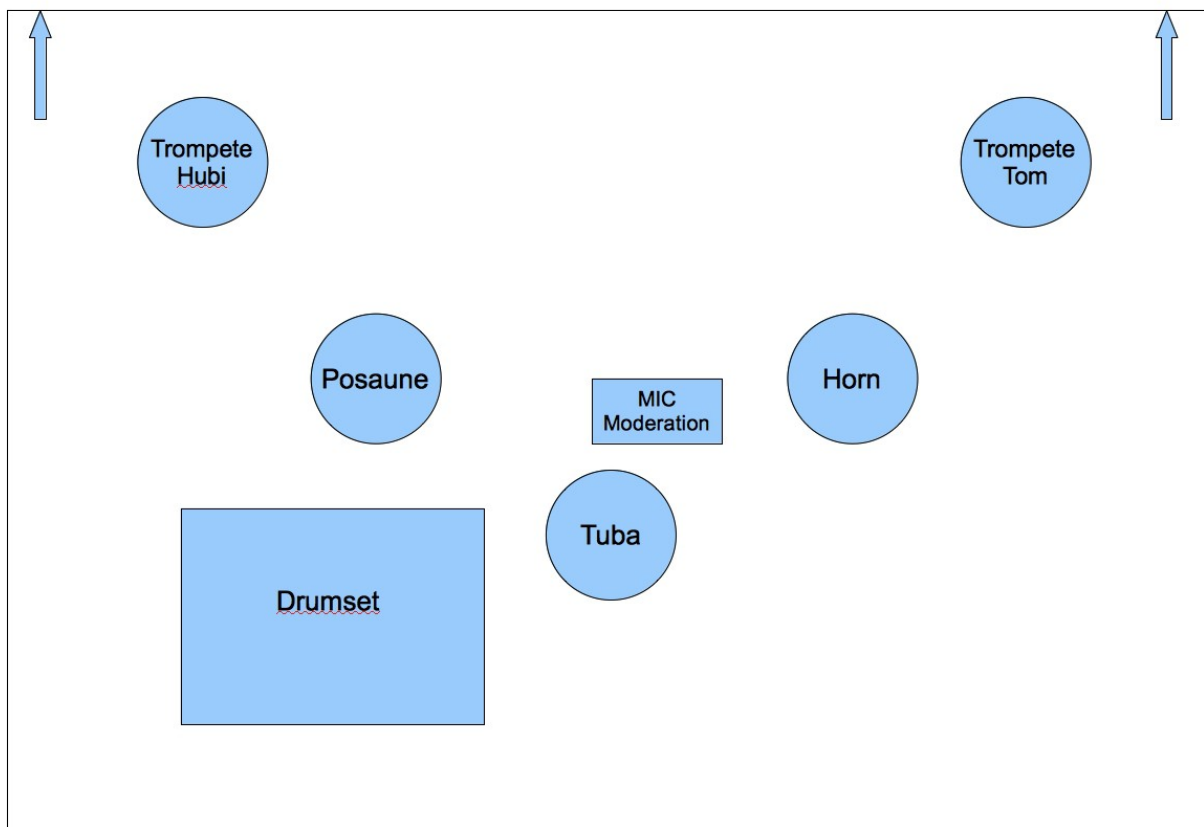 Trompete
Hubi
Trompete
Tom
Posaune
MIC
Moderation
Horn
Tuba
Drumset